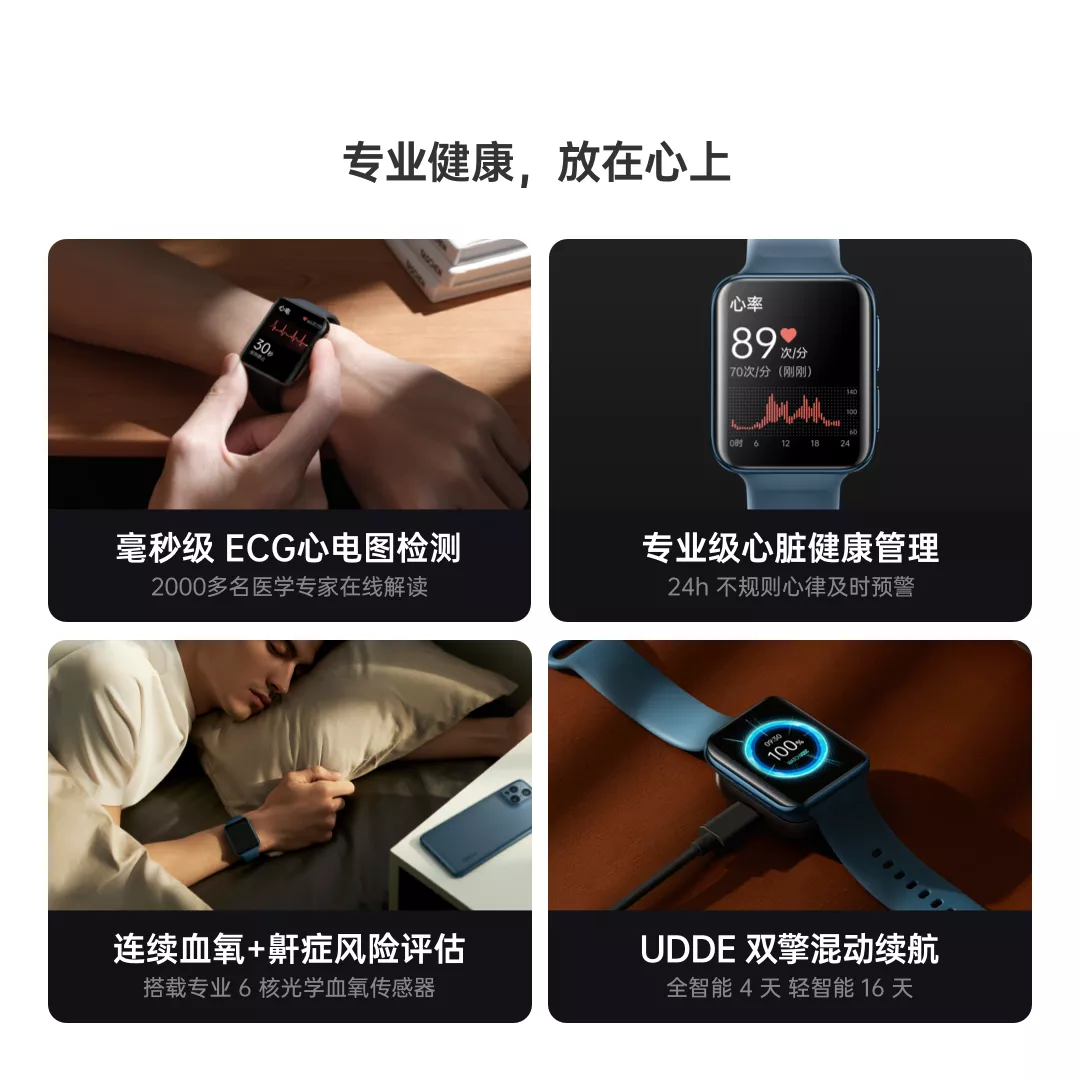 专业健康，放在心上
心电
30秒
毫秒级 ECG心电图检测
2000多名医学专家在线解读
心率
89次/分
70次/分（刚刚）
140
100
60
0时 6 12 18 24
专业级心脏健康管理
24h 不规则心律及时预警
连续血氧+鼾症风险评估
搭载专业 6 核光学血氧传感器
09:30
100%
UDDE 双擎混动续航
全智能 4 天 轻智能 16 天